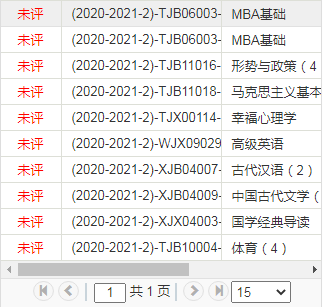 未评 (2020-2021-2)-TJB06003- MBA基础
未评 (2020-2021-2)-TJB06003- MBA基础
未评 (2020-2021-2)-TJB11016- 形势与政策（4
未评 (2020-2021-2)-TJB11018- 马克思主义基本
未评 (2020-2021-2)-TJX00114- 幸福心理学
未评 (2020-2021-2)-WJX09029 高级英语
未评 (2020-2021-2)-XJB04007- 古代汉语（2）
未评 (2020-2021-2)-XJB04009- 中国古代文学（
未评 (2020-2021-2)-XJX04003- 国学经典导读
未评 (2020-2021-2)-TJB10004- 体育（4）
1 共 1 页 15